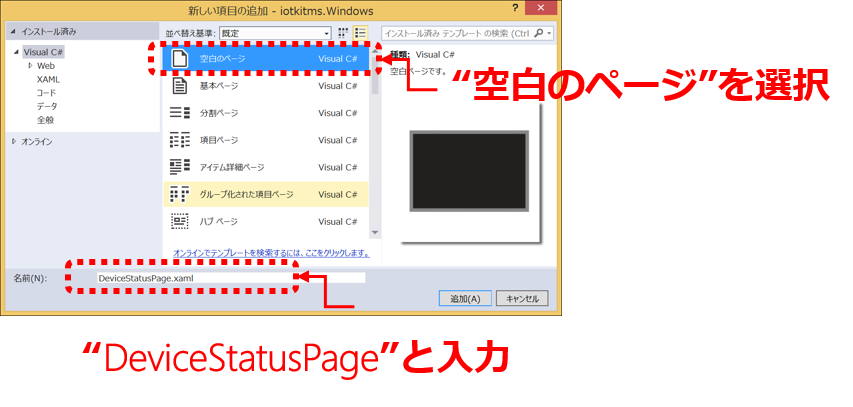 新しい項目の追加 - iotkitms.Windows
インストール済み
並べ替え基準: 既定
インストール済み テンプレート の検索 (Ctrl
Visual C#
Web
XAML
コード
データ
全般
オンライン
空白のページ Visual C#
基本ページ Visual C#
分割ページ Visual C#
項目ページ Visual C#
アイテム詳細ページ Visual C#
グループ化された項目ページ Visual C#
ハブ ページ Visual C#
オンラインでテンプレートを検索するには、ここをクリックします。
種類: Visual C#
空白ページです。
“空白のページ”を選択
名前(N): DeviceStatusPage.xaml
追加(A) キャンセル
“DeviceStatusPage”と入力